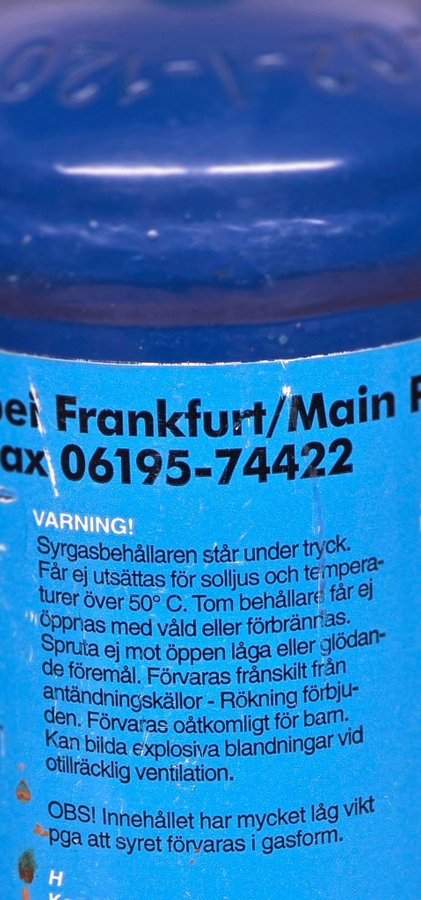 Frankfurt/Main
06195-74422
VARNING!
Syrgasbehållaren står under tryck.
Får ej utsättas för solljus och tempera-
turer över 50° C. Tom behållare får ej
öppnas med våld eller förbrännas.
Spruta ej mot öppen låga eller glödan-
de föremål. Förvaras frånskilt från
antändningskällor - Rökning förbju-
den. Förvaras oåtkomligt för barn.
Kan bilda explosiva blandningar vid
otillräcklig ventilation.
OBS! Innehållet har mycket låg vikt
pga att syret förvaras i gasform.
H